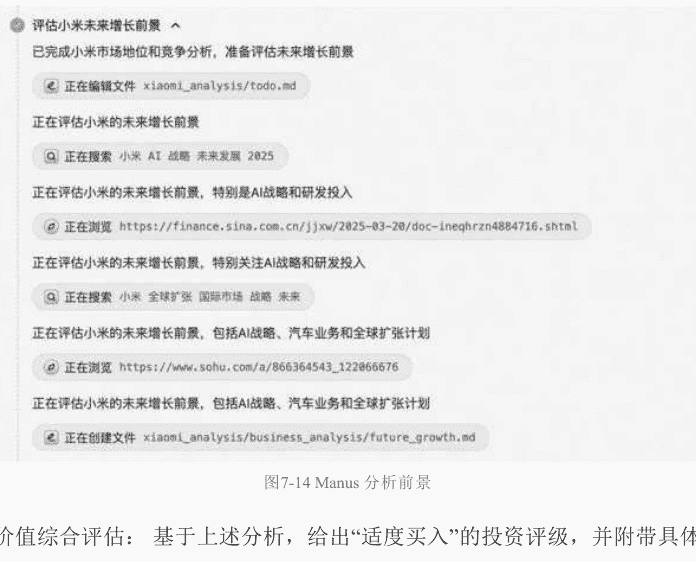 评估小米未来增长前景
已完成小米市场地位和竞争分析，准备评估未来增长前景
正在编辑文件 xiaomi_analysis/todo.md
正在评估小米的未来增长前景
正在搜索 小米 AI 战略 未来发展 2025
正在评估小米的未来增长前景，特别是AI战略和研发投入
正在浏览 https://finance.sina.com.cn/jjxw/2025-03-20/doc-ineqhrzn4884716.shtml
正在评估小米的未来增长前景，特别关注AI战略和研发投入
正在搜索 小米 全球扩张 国际市场 战略 未来
正在评估小米的未来增长前景，包括AI战略、汽车业务和全球扩张计划
正在浏览 https://www.sohu.com/a/866364543_122066676
正在评估小米的未来增长前景，包括AI战略、汽车业务和全球扩张计划
正在创建文件 xiaomi_analysis/business_analysis/future_growth.md
图7-14 Manus 分析前景
价值综合评估： 基于上述分析，给出“适度买入”的投资评级，并附带具体